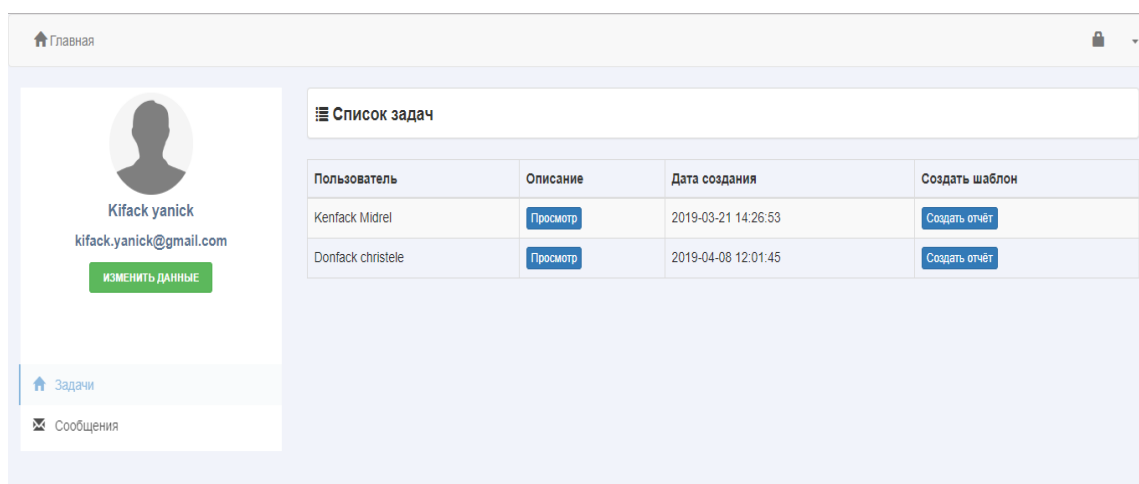 Главная
Kifack yanick
kifack.yanick@gmail.com
ИЗМЕНИТЬ ДАННЫЕ
Задачи
Сообщения
Список задач
Пользователь Описание Дата создания Создать шаблон
Kenfack Midrel Просмотр 2019-03-21 14:26:53 Создать отчёт
Donfack christele Просмотр 2019-04-08 12:01:45 Создать отчёт